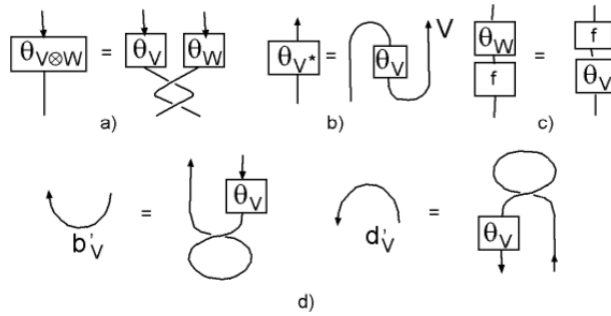 θV⊗W = θV θW
a)
θV* = θV V
b)
θW f = f θV
c)
b'V = θV
d'V = θV
d)